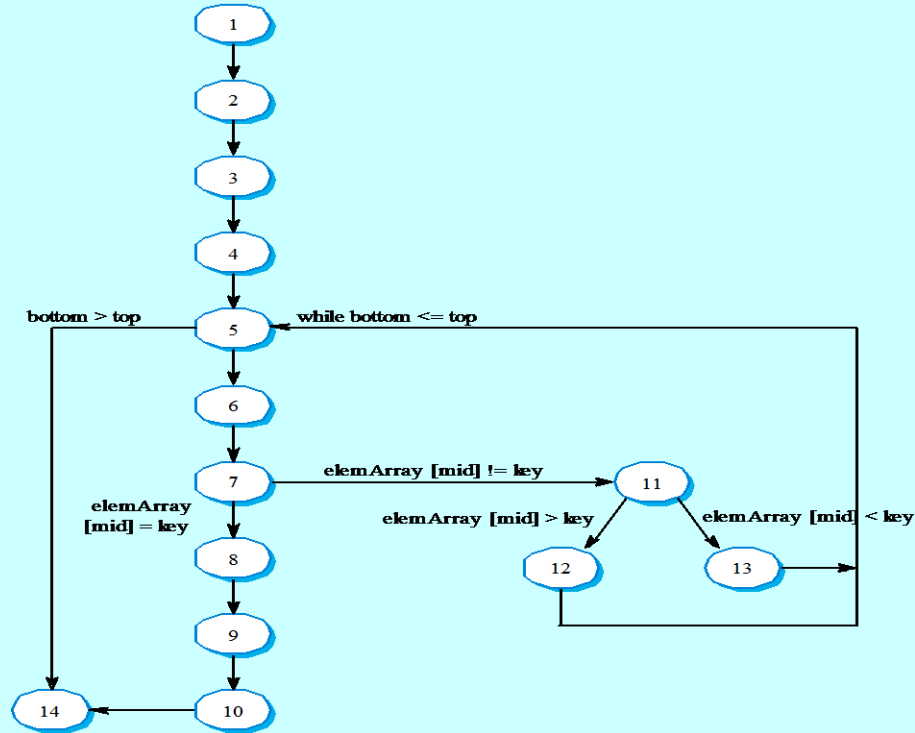 1
2
3
4
bottom > top
while bottom <= top
5
6
7
elemArray [mid] != key
11
elemArray
[mid] = key
elemArray [mid] > key
elemArray [mid] < key
8
12
13
9
14
10